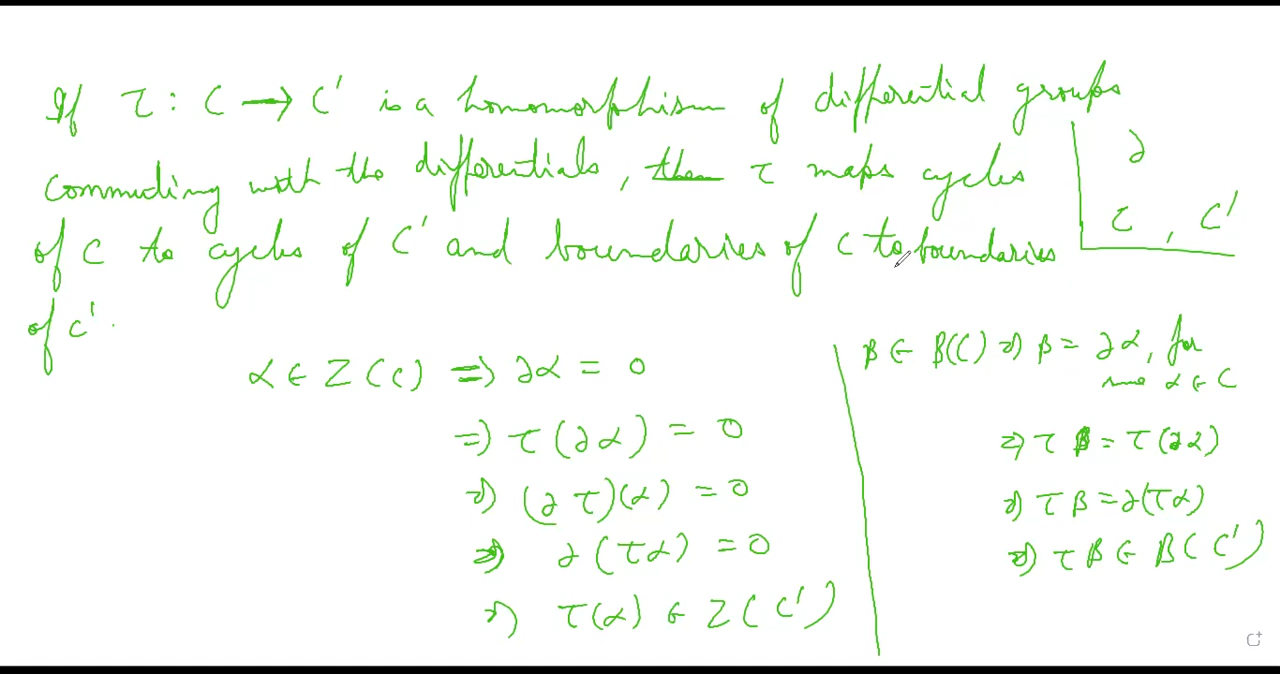 If τ : C → C' is a homomorphism of differential groups
commuting with the differentials, then τ maps cycles
of C to cycles of C' and boundaries of C to boundaries
of C'.
∂
τ, C'
α ∈ Z(C) ⇒ ∂α = 0
⇒ τ(∂α) = 0
⇒ (∂τ)(α) = 0
⇒ ∂(τα) = 0
⇒ τ(α) ∈ Z(C')
β ∈ B(C) ⇒ β = ∂α, for
some α ∈ C
⇒ τβ = τ(∂α)
⇒ τβ = ∂(τα)
⇒ τβ ∈ B(C')